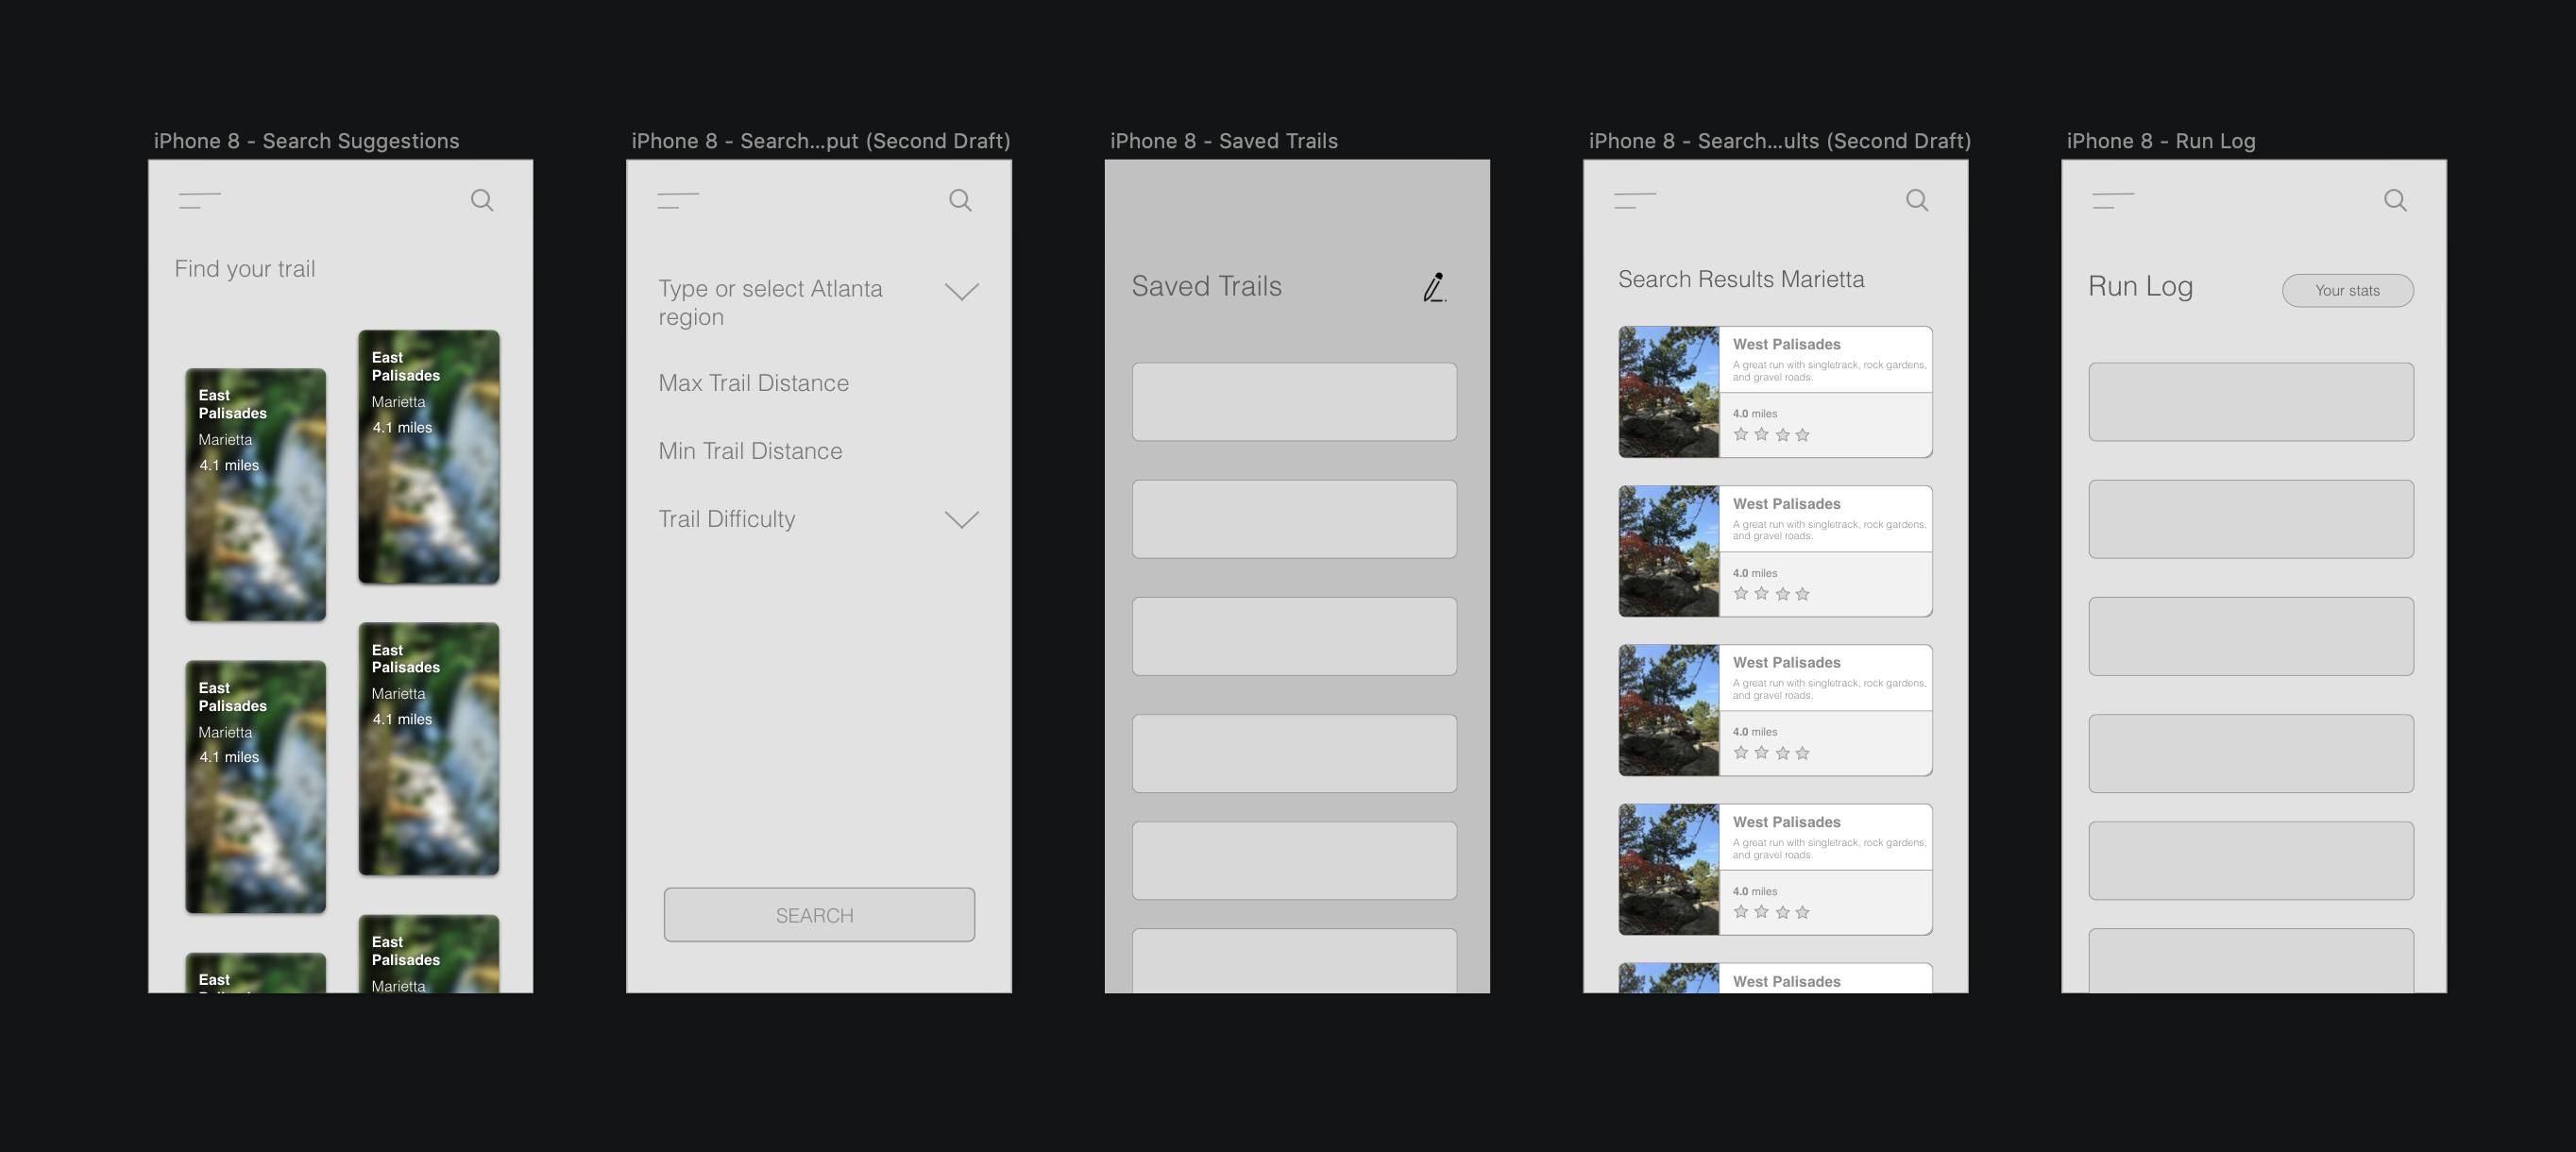 iPhone 8 - Search Suggestions
Find your trail
East
Palisades
Marietta
4.1 miles
East
Palisades
Marietta
4.1 miles
East
Palisades
Marietta
4.1 miles
East
Palisades
Marietta
4.1 miles
East
East
Palisades
Marietta
iPhone 8 - Search...put (Second Draft)
Type or select Atlanta
region
Max Trail Distance
Min Trail Distance
Trail Difficulty
SEARCH
iPhone 8 - Saved Trails
Saved Trails
iPhone 8 - Search...ults (Second Draft)
Search Results Marietta
West Palisades
A great run with singletrack, rock gardens,
and gravel roads.
4.0 miles
West Palisades
A great run with singletrack, rock gardens,
and gravel roads.
4.0 miles
West Palisades
A great run with singletrack, rock gardens,
and gravel roads.
4.0 miles
West Palisades
A great run with singletrack, rock gardens,
and gravel roads.
4.0 miles
West Palisades
iPhone 8 - Run Log
Run Log
Your stats